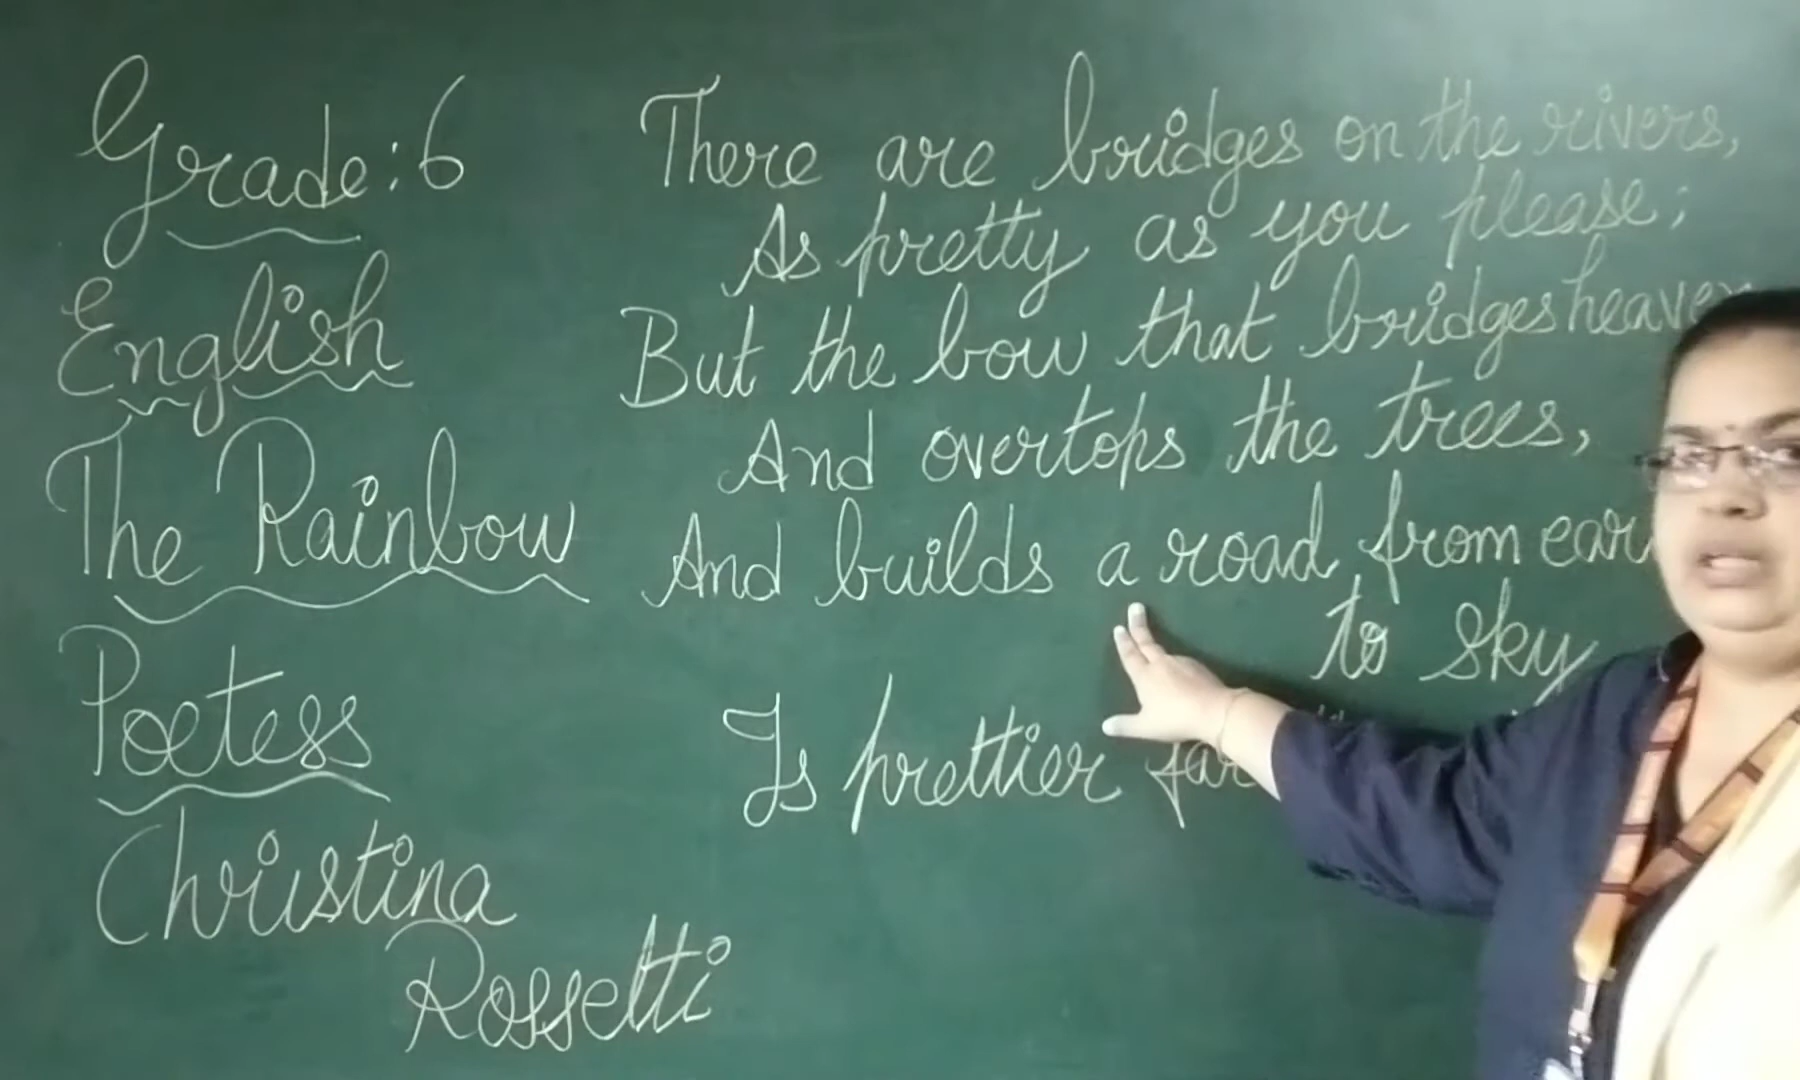 Grade: 6
English
The Rainbow
Poetess
Christina
Rossetti
There are bridges on the rivers,
As pretty as you please;
But the bow that bridges heaven
And overtops the trees,
And builds a road from
to sky
Is prettier far